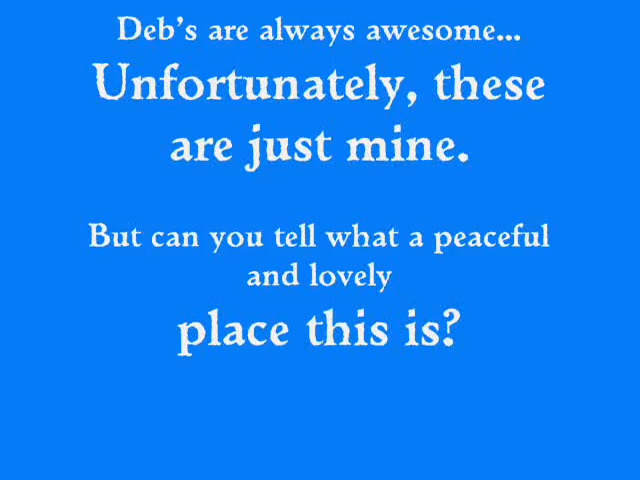 Deb's are always awesome...
Unfortunately, these
are just mine.
But can you tell what a peaceful
and lovely
place this is?